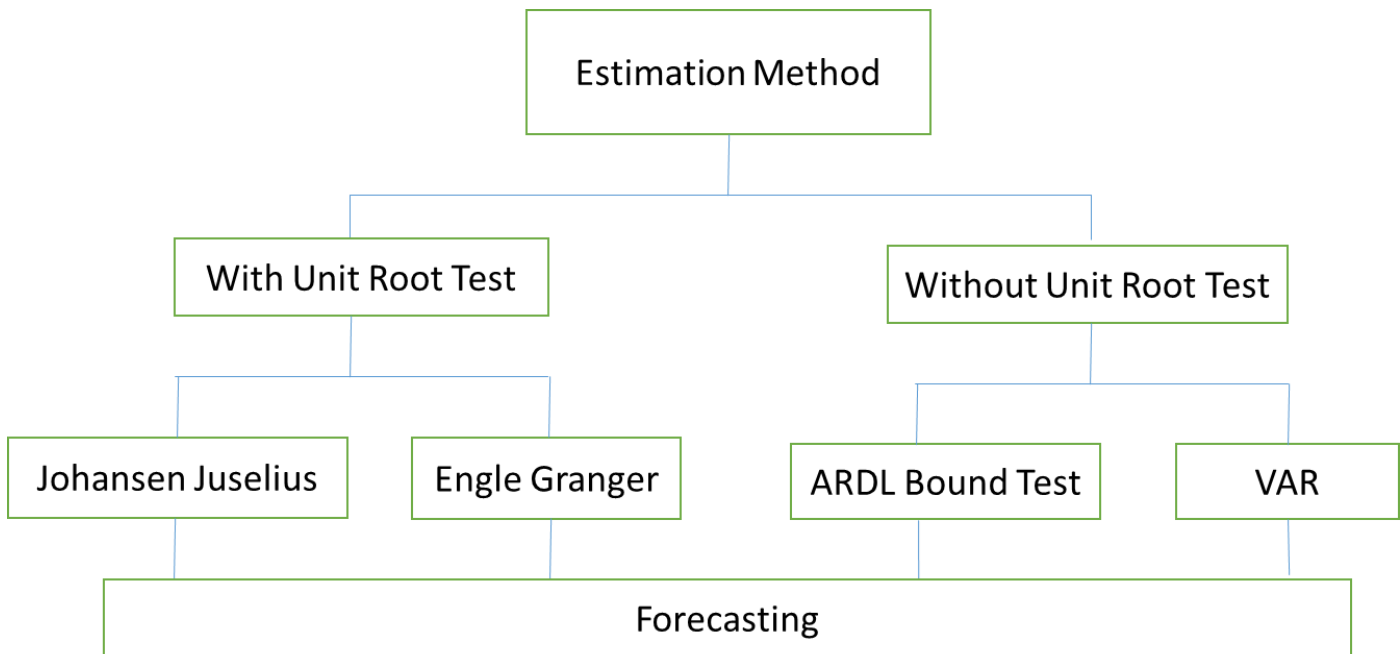 Estimation Method
With Unit Root Test
Without Unit Root Test
Johansen Juselius
Engle Granger
ARDL Bound Test
VAR
Forecasting